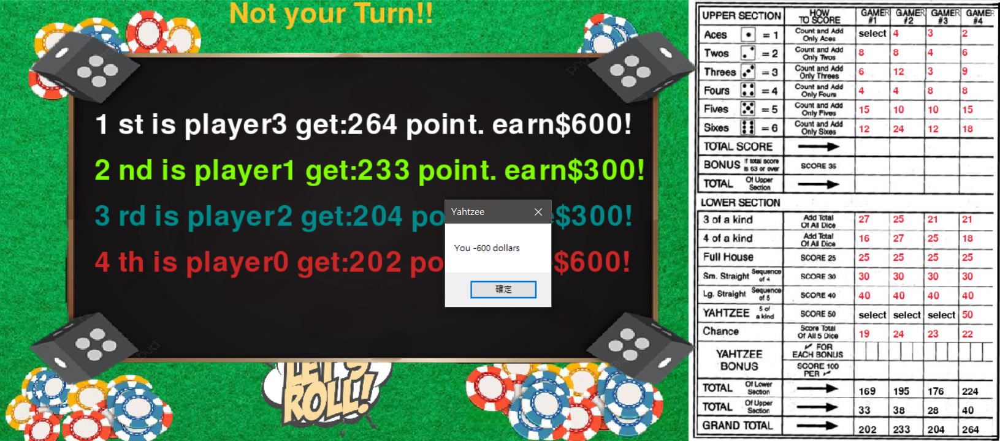 Not your Turn!!
1 st is player3 get:264 point. earn$600!
2 nd is player1 get:233 point. earn$300!
3 rd is player2 get:204 po $300!
4 th is player0 get:202 po $600!
Yahtzee
You -600 dollars
確定
LET'S
ROLL!
UPPER SECTION HOW TO SCORE GAMER #1 GAMER #2 GAMER #3 GAMER #4
Aces = 1 Count and Add Only Aces select 4 3 2
Twos = 2 Count and Add Only Twos 8 8 4 6
Threes = 3 Count and Add Only Threes 6 12 3 9
Fours = 4 Count and Add Only Fours 4 4 8 8
Fives = 5 Count and Add Only Fives 15 10 10 15
Sixes = 6 Count and Add Only Sixes 12 24 12 18
TOTAL SCORE
BONUS If total score is 63 or over SCORE 35
TOTAL Of Upper Section
LOWER SECTION
3 of a kind Add Total Of All Dice 27 25 21 21
4 of a kind Add Total Of All Dice 16 27 25 18
Full House SCORE 25 25 25 25 25
Sm. Straight Sequence of 4 SCORE 30 30 30 30 30
Lg. Straight Sequence of 5 SCORE 40 40 40 40 40
YAHTZEE 5 of a kind SCORE 50 select select select 50
Chance Score Total Of All 5 Dice 19 24 23 22
YAHTZEE BONUS ✓ FOR EACH BONUS
SCORE 100 PER ✓
TOTAL Of Lower Section 169 195 176 224
TOTAL Of Upper Section 33 38 28 40
GRAND TOTAL 202 233 204 264